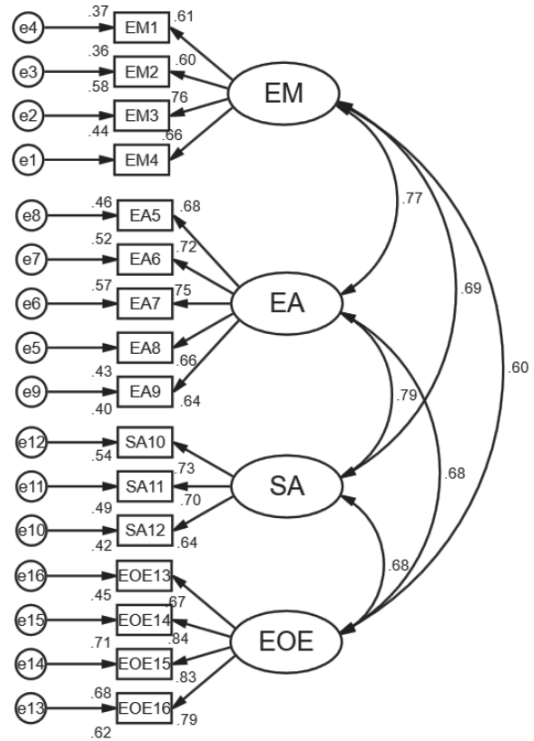 .37 .61
e4 EM1
.36 .60
e3 EM2
EM
.58 .76
e2 EM3
.44 .66
e1 EM4
.77
.46 .68
e8 EA5
.52 .72
e7 EA6
.57 .75
e6 EA7
EA
.69
e5 EA8
.66
.43
.60
e9 EA9
.79
.40 .64
e12 SA10
.54
.73
.68
e11 SA11
SA
.70
.49
e10 SA12
.42 .64
.68
e16 EOE13
.45 .67
e15 EOE14
.84
EOE
.71
e14 EOE15
.83
.68
e13 EOE16
.79
.62